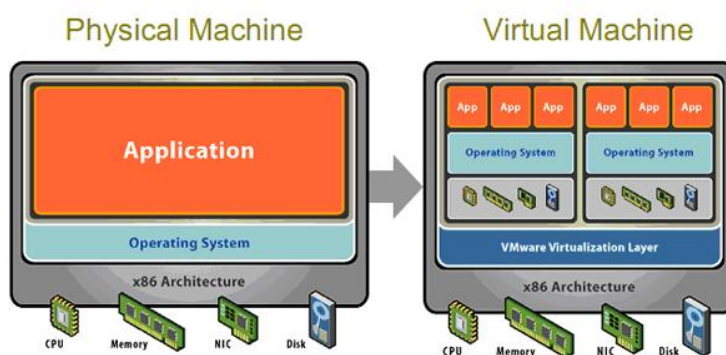 Physical Machine
Virtual Machine
Application
Operating System
x86 Architecture
CPU
Memory
NIC
Disk
App App App
App App App
Operating System
Operating System
VMware Virtualization Layer
x86 Architecture
CPU
Memory
NIC
Disk